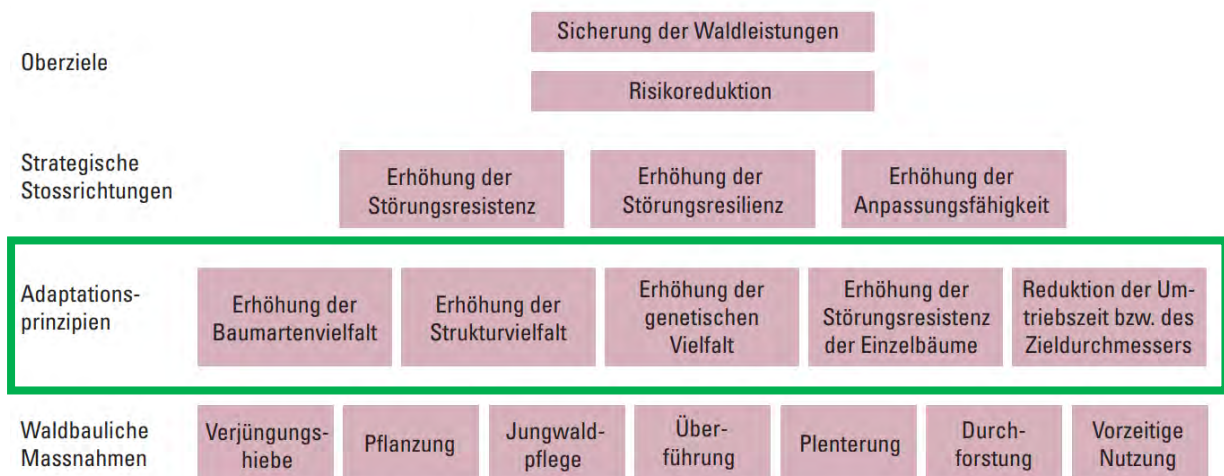 Oberziele
Sicherung der Waldleistungen
Risikoreduktion
Strategische
Stossrichtungen
Erhöhung der
Störungsresistenz
Erhöhung der
Störungsresilienz
Erhöhung der
Anpassungsfähigkeit
Adaptations-
prinzipien
Erhöhung der
Baumartenvielfalt
Erhöhung der
Strukturvielfalt
Erhöhung der
genetischen
Vielfalt
Erhöhung der
Störungsresistenz
der Einzelbäume
Reduktion der Um-
triebszeit bzw. des
Zieldurchmessers
Waldbauliche
Massnahmen
Verjüngungs-
hiebe
Pflanzung
Jungwald-
pflege
Über-
führung
Plenterung
Durch-
forstung
Vorzeitige
Nutzung